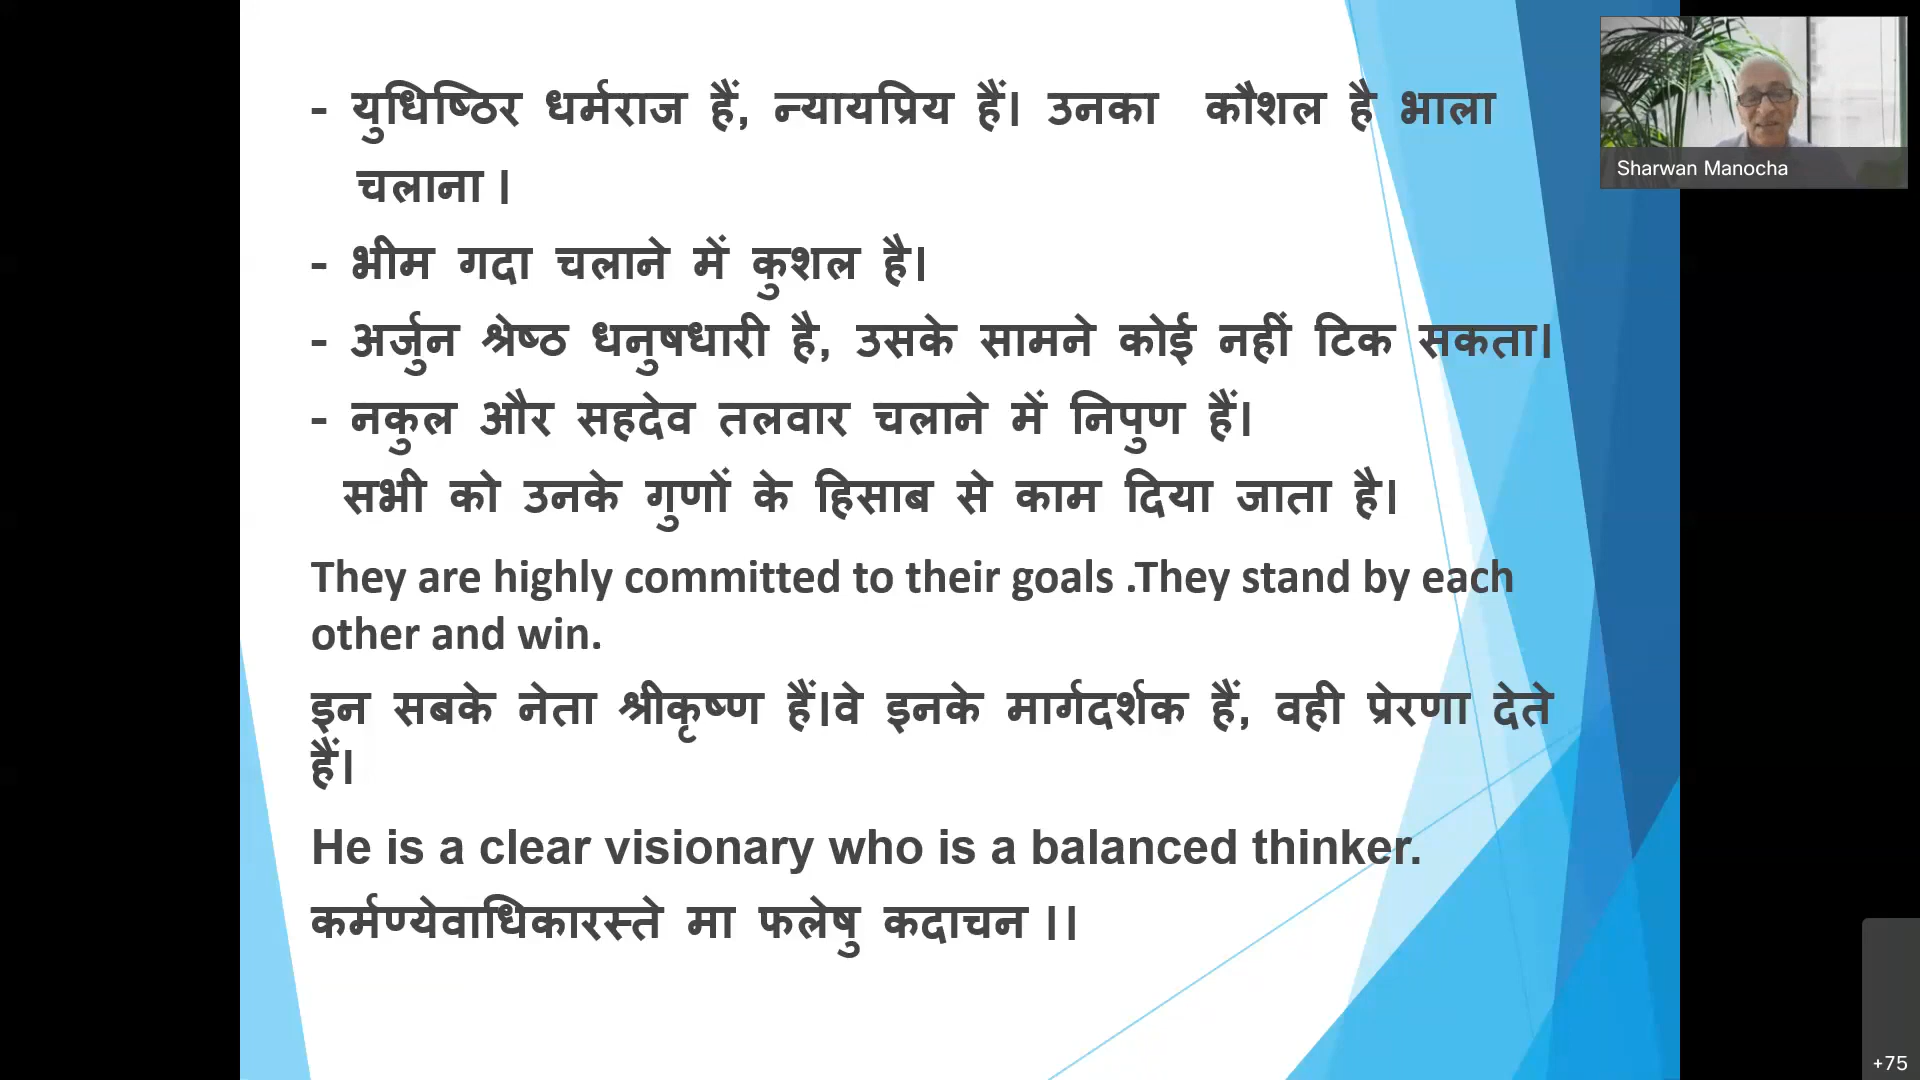 - युधिष्ठिर धर्मराज हैं, न्यायप्रिय हैं। उनका कौशल है भाला
चलाना ।
- भीम गदा चलाने में कुशल है।
- अर्जुन श्रेष्ठ धनुषधारी है, उसके सामने कोई नहीं टिक सकता।
- नकुल और सहदेव तलवार चलाने में निपुण हैं।
सभी को उनके गुणों के हिसाब से काम दिया जाता है।
They are highly committed to their goals .They stand by each
other and win.
इन सबके नेता श्रीकृष्ण हैं।वे इनके मार्गदर्शक हैं, वही प्रेरणा देते
हैं।
He is a clear visionary who is a balanced thinker.
कर्मण्येवाधिकारस्ते मा फलेषु कदाचन ।।
Sharwan Manocha
+75